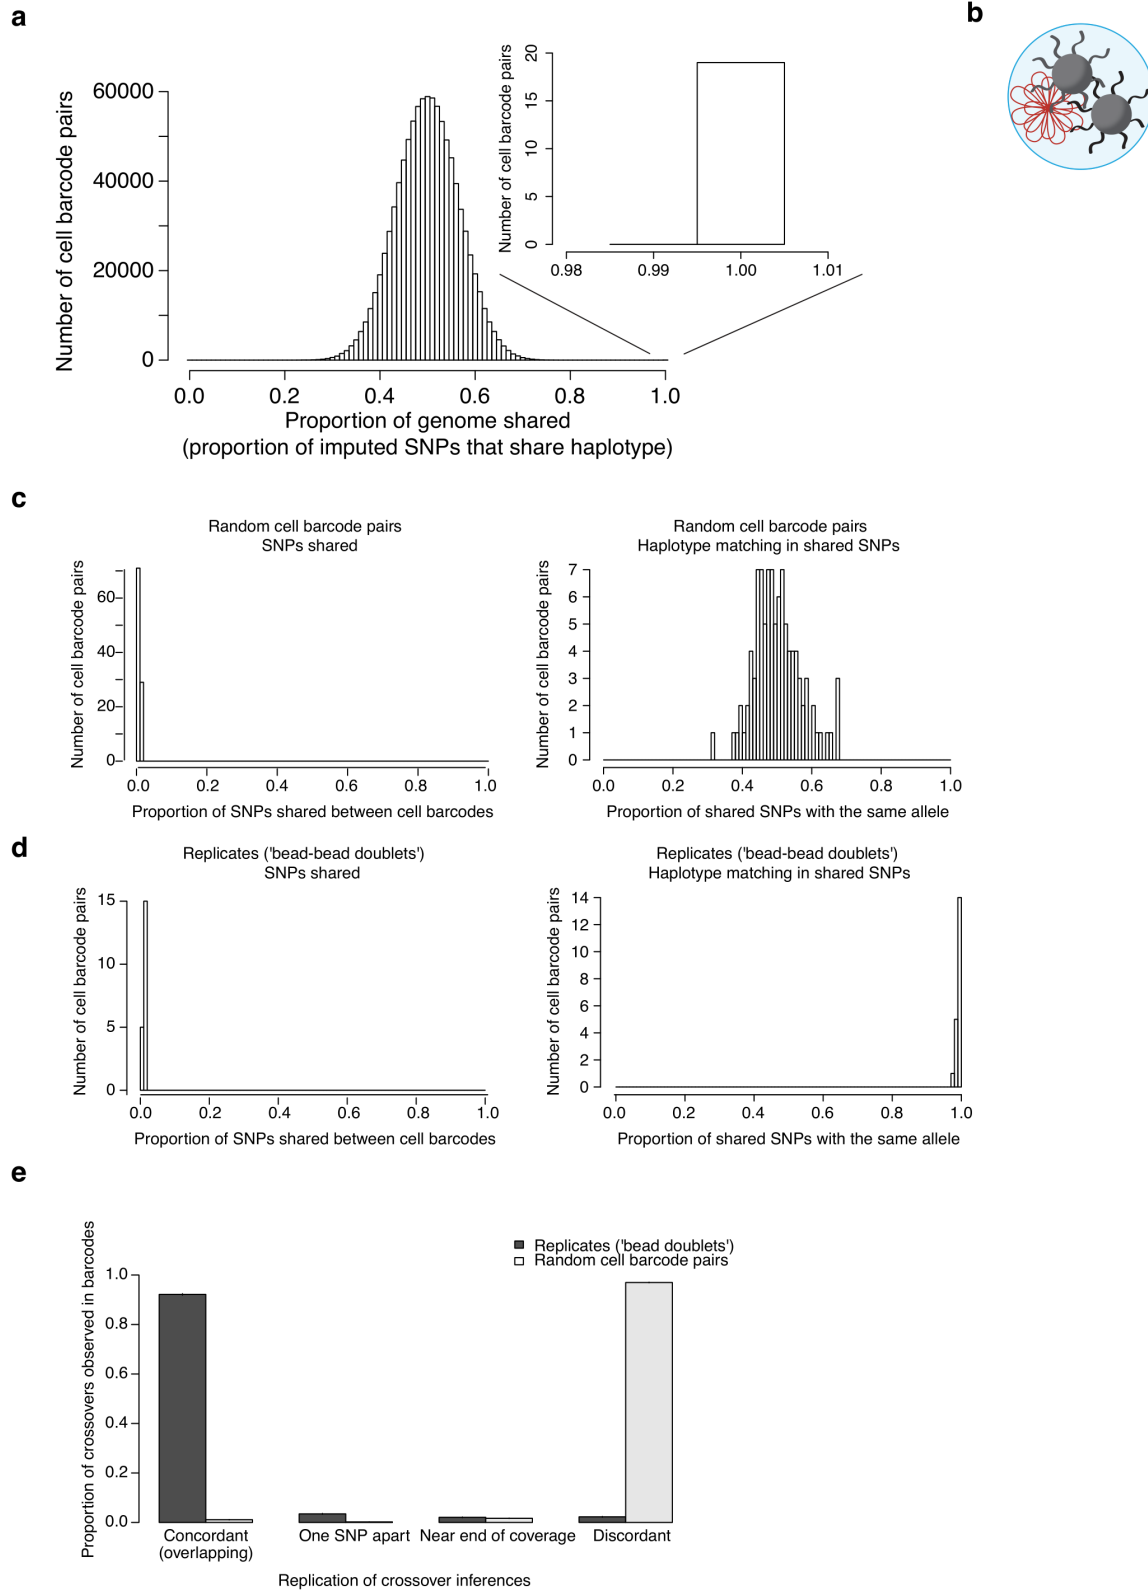 a
60000
40000
20000
0
Number of cell barcode pairs
0.0 0.2 0.4 0.6 0.8 1.0
Proportion of genome shared
(proportion of imputed SNPs that share haplotype)
20
15
10
5
0
Number of cell barcode pairs
0.98 0.99 1.00 1.01
b
c
Random cell barcode pairs
SNPs shared
60
40
20
0
Number of cell barcode pairs
0.0 0.2 0.4 0.6 0.8 1.0
Proportion of SNPs shared between cell barcodes
Random cell barcode pairs
Haplotype matching in shared SNPs
7
6
5
4
3
2
1
0
Number of cell barcode pairs
0.0 0.2 0.4 0.6 0.8 1.0
Proportion of shared SNPs with the same allele
d
Replicates ('bead-bead doublets')
SNPs shared
15
10
5
0
Number of cell barcode pairs
0.0 0.2 0.4 0.6 0.8 1.0
Proportion of SNPs shared between cell barcodes
Replicates ('bead-bead doublets')
Haplotype matching in shared SNPs
14
12
10
8
6
4
2
0
Number of cell barcode pairs
0.0 0.2 0.4 0.6 0.8 1.0
Proportion of shared SNPs with the same allele
e
Replicates ('bead doublets')
Random cell barcode pairs
1.0
0.8
0.6
0.4
0.2
0.0
Proportion of crossovers observed in barcodes
Concordant
(overlapping)
One SNP apart
Near end of coverage
Discordant
Replication of crossover inferences